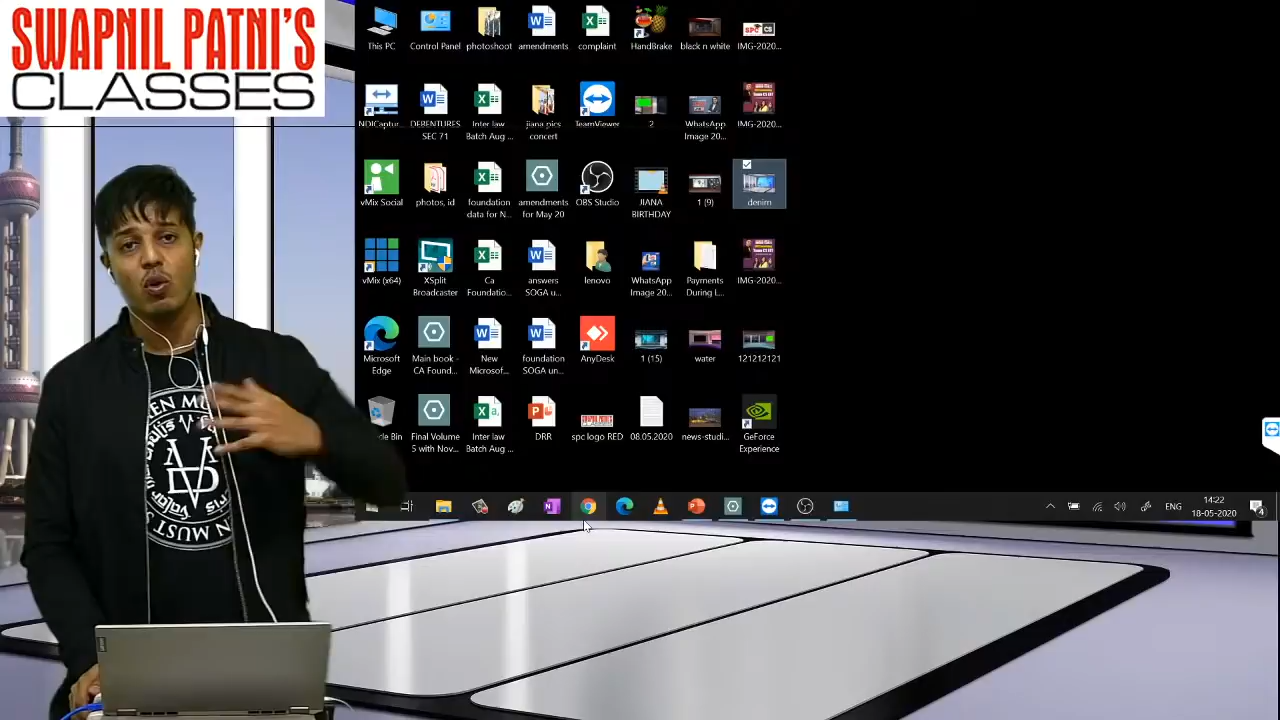 SWAPNIL PATNI'S
CLASSES
This PC
Control Panel
photoshoot
amendments
complaint
HandBrake
black n white
IMG-2020...
NDICaptur...
DEBENTURES
SEC 71
Inter law
Batch Aug ...
jiana pics
concert
TeamViewer
2
WhatsApp
Image 20...
IMG-2020...
vMix Social
photos, id
foundation
data for N...
amendments
for May 20
OBS Studio
JIANA
BIRTHDAY
1 (9)
denim
vMix (x64)
XSplit
Broadcaster
Ca
Foundatio...
answers
SOGA u...
lenovo
WhatsApp
Image 20...
Payments
During L...
IMG-2020...
Microsoft
Edge
Main book -
CA Found...
New
Microsof...
foundation
SOGA un...
AnyDesk
1 (15)
water
121212121
Bin
Final Volume
5 with Nov...
Inter law
Batch Aug ...
DRR
spc logo RED
08.05.2020
news-studi...
GeForce
Experience
ENG
14:22
18-05-2020